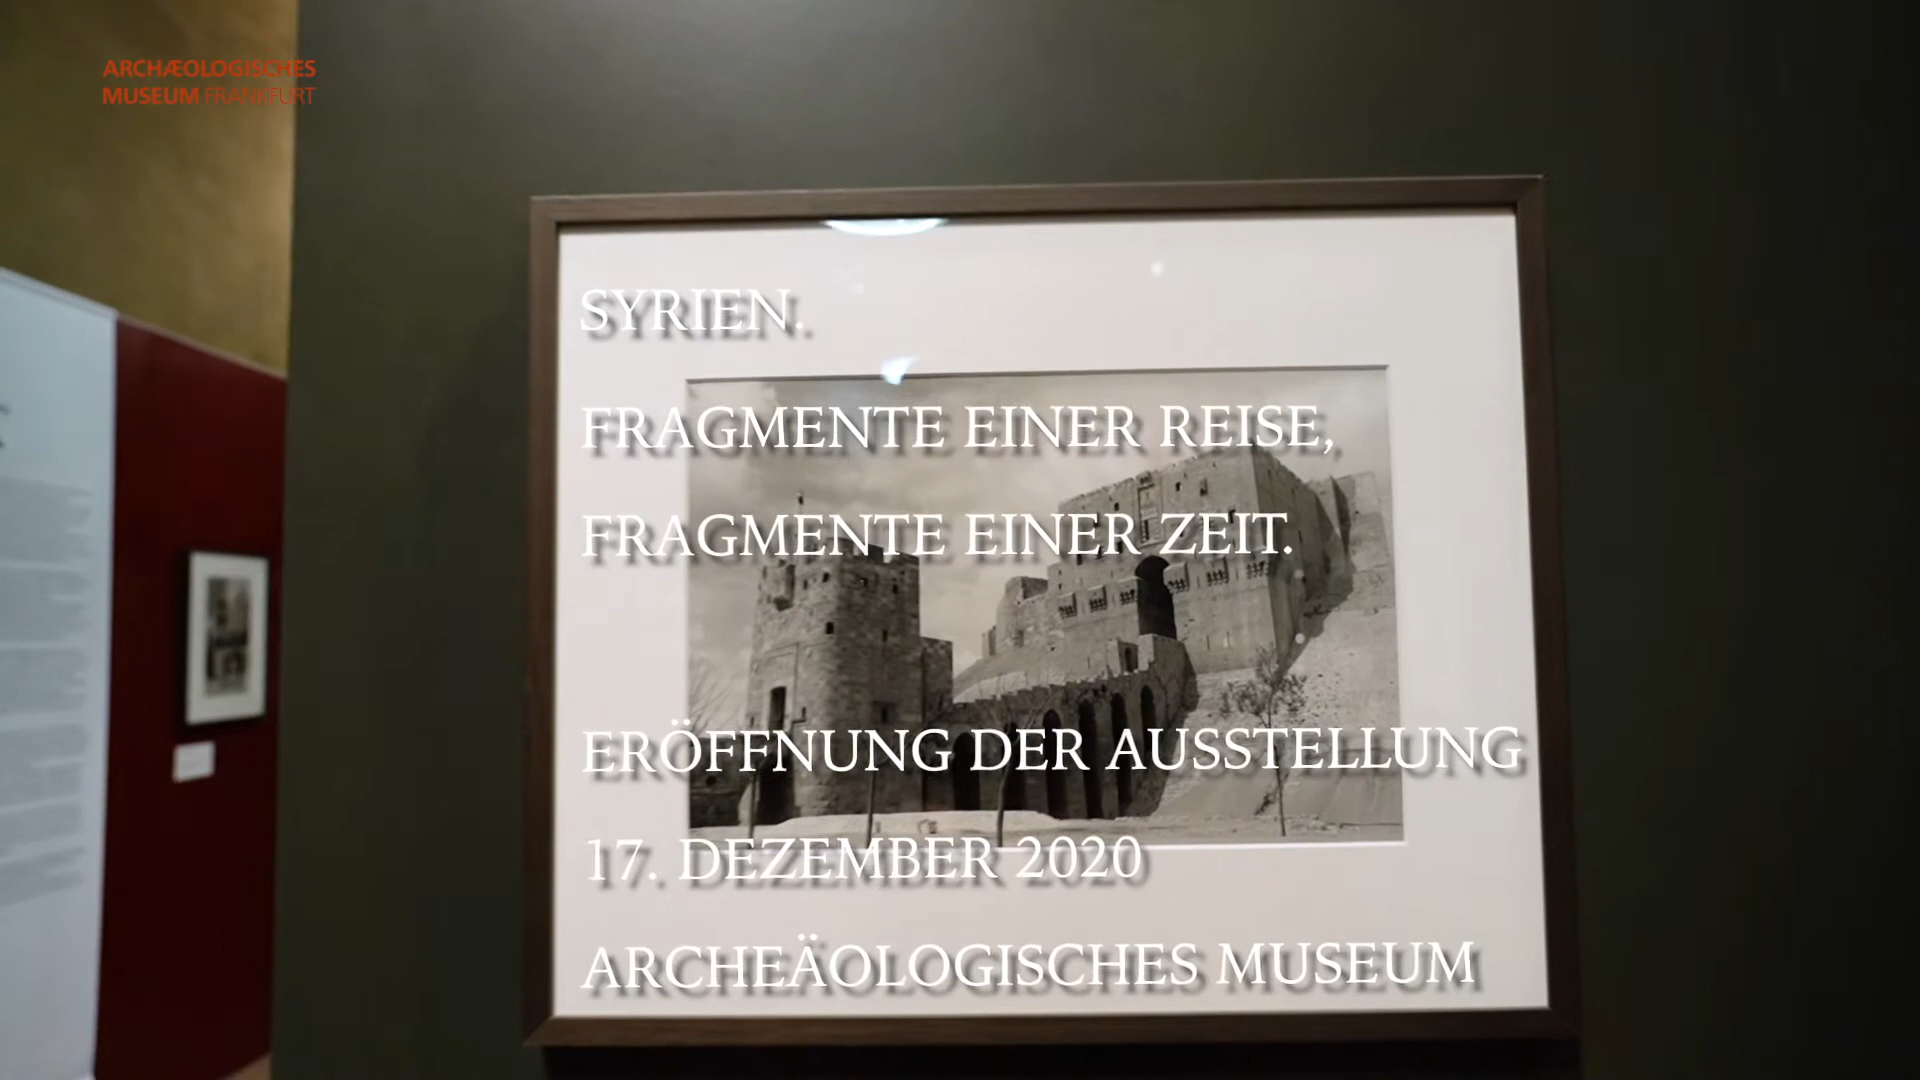 ARCHÆOLOGISCHES
MUSEUM FRANKFURT
SYRIEN.
FRAGMENTE EINER REISE,
FRAGMENTE EINER ZEIT.
ERÖFFNUNG DER AUSSTELLUNG
17. DEZEMBER 2020
ARCHEÄOLOGISCHES MUSEUM